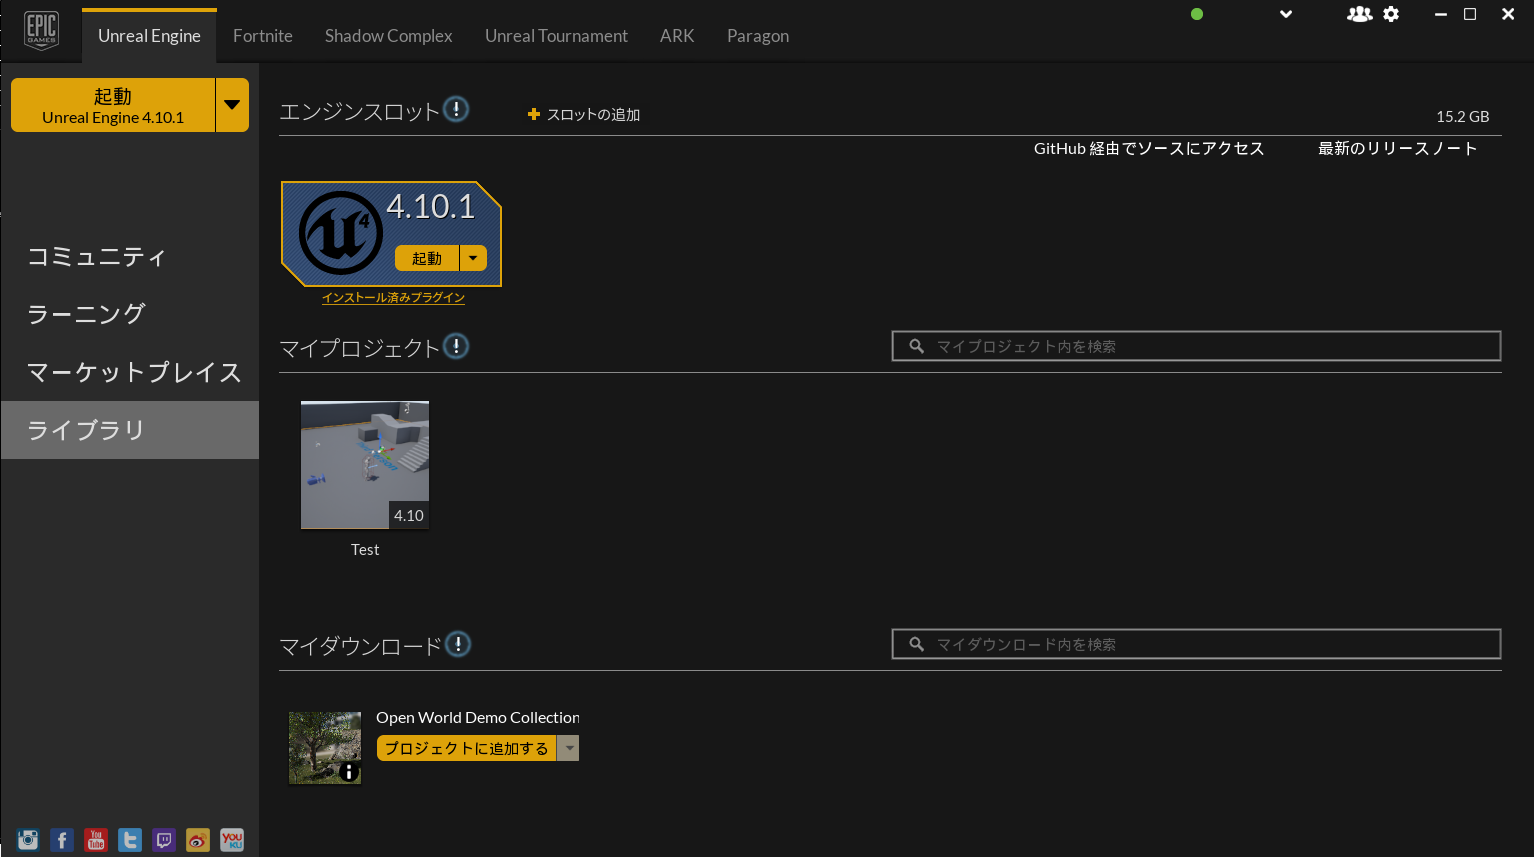 EPIC
GAMES
Unreal Engine
Fortnite
Shadow Complex
Unreal Tournament
ARK
Paragon
起動
Unreal Engine 4.10.1
コミュニティ
ラーニング
マーケットプレイス
ライブラリ
エンジンスロット
スロットの追加
15.2 GB
GitHub 経由でソースにアクセス
最新のリリースノート
4
4.10.1
起動
インストール済みプラグイン
マイプロジェクト
マイプロジェクト内を検索
4.10
Test
マイダウンロード
マイダウンロード内を検索
Open World Demo Collection
プロジェクトに追加する
You
Tube
YOU
KU